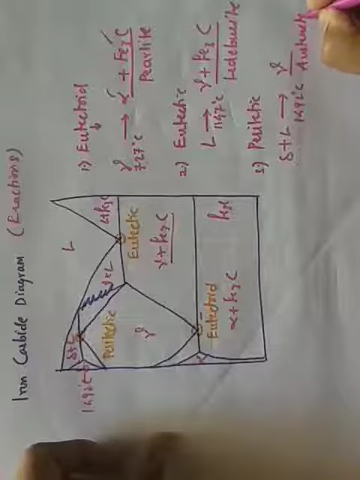 Iron Carbide Diagram (Reactions)
1492°C
δ+L
L
Peritectic
γ+L
Eutectic
L+Fe3C
γ
γ+Fe3C
α
Eutectoid
α+Fe3C
Fe3C
1) Eutectoid
γ → α + Fe3C
727°C Pearlite
2) Eutectic
L → γ + Fe3C
1147°C Ledeburite
3) Peritectic
δ+L → γ
1492°C